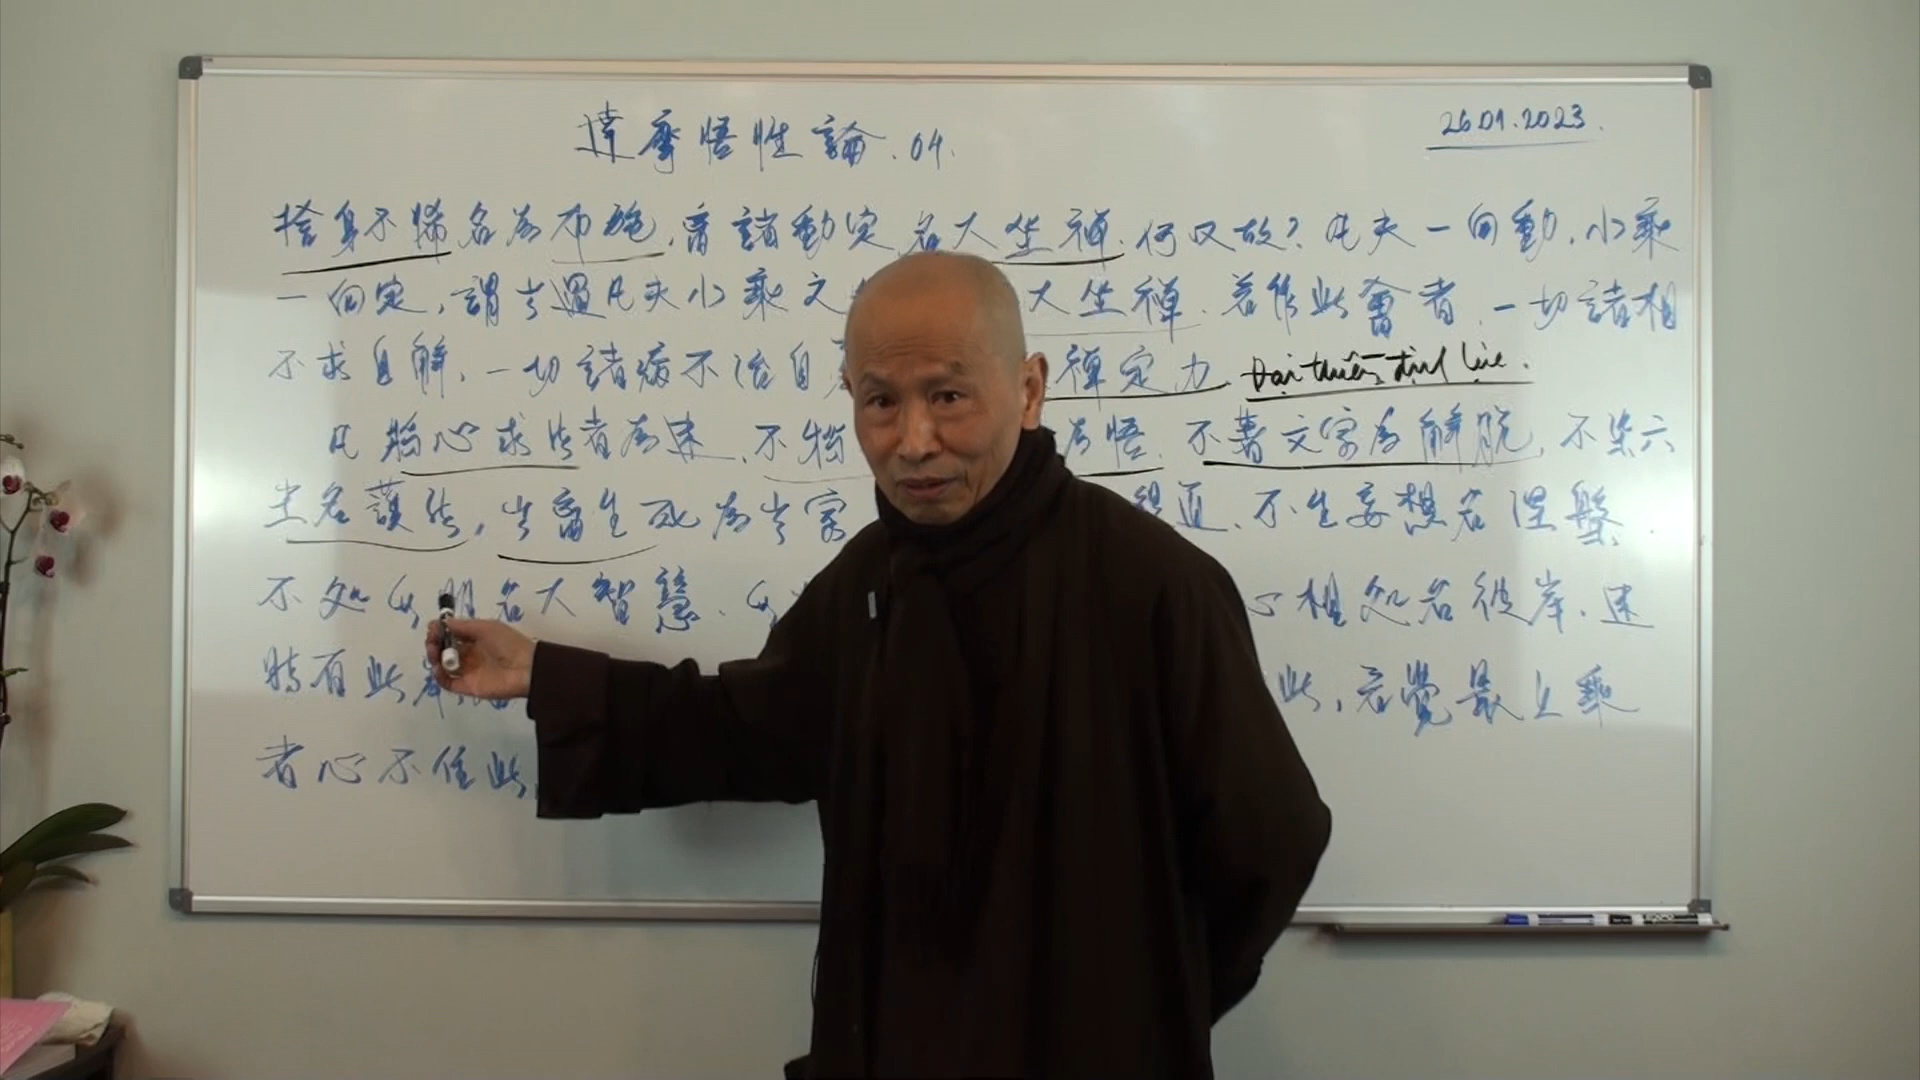 達摩悟性論.04.
26.01.2023.
捨身不悋名為布施,離諸動定名大坐禪.何以故?凡夫一向動,小乘
一向定,謂出過凡夫小乘之 大坐禪.若作此會者,一切諸相
不求自解,一切諸病不治自 禪定力. Đại thiền định lực.
凡將心求法者為迷,不將 為悟.不著文字為解脫,不染六
塵名護法,出離生死為出家 得道,不生妄想名涅槃.
不処無明名大智慧.無 心相処名彼岸.迷
時有此岸, 此,若覺最上乘
者心不住此,